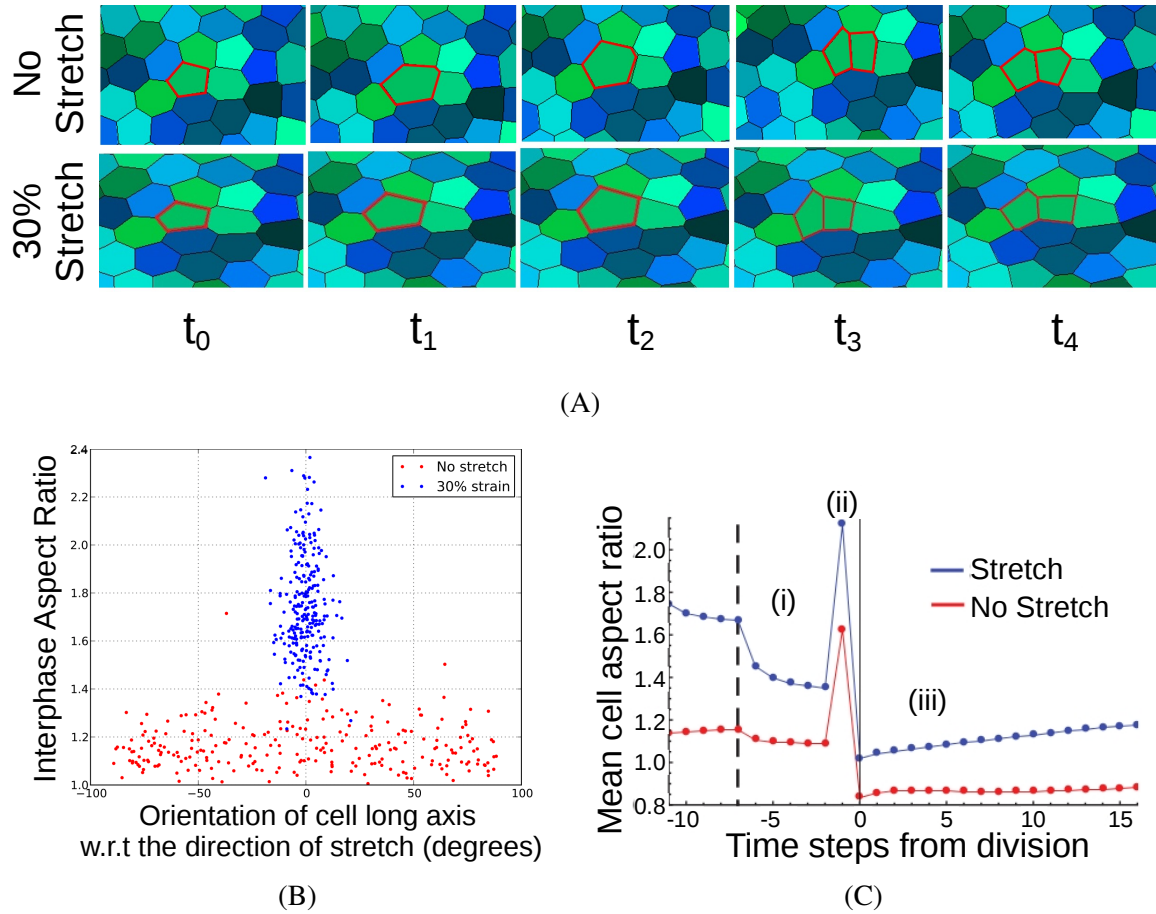 No
Stretch
30%
Stretch
t₀ t₁ t₂ t₃ t₄
(A)
Interphase Aspect Ratio
2.4
2.2
2.0
1.8
1.6
1.4
1.2
1.0
−100 −50 0 50 100
No stretch
30% strain
Orientation of cell long axis
w.r.t the direction of stretch (degrees)
(B)
Mean cell aspect ratio
2.0
1.8
1.6
1.4
1.2
1.0
0.8
-10 -5 0 5 10 15
(i)
(ii)
(iii)
Stretch
No Stretch
Time steps from division
(C)